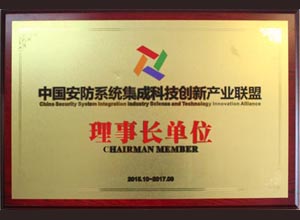 中国安防系统集成科技创新产业联盟
China Security System Integration Industry Science and Technology Innovation Alliance
理事长单位
CHAIRMAN MEMBER
2015.10-2017.09